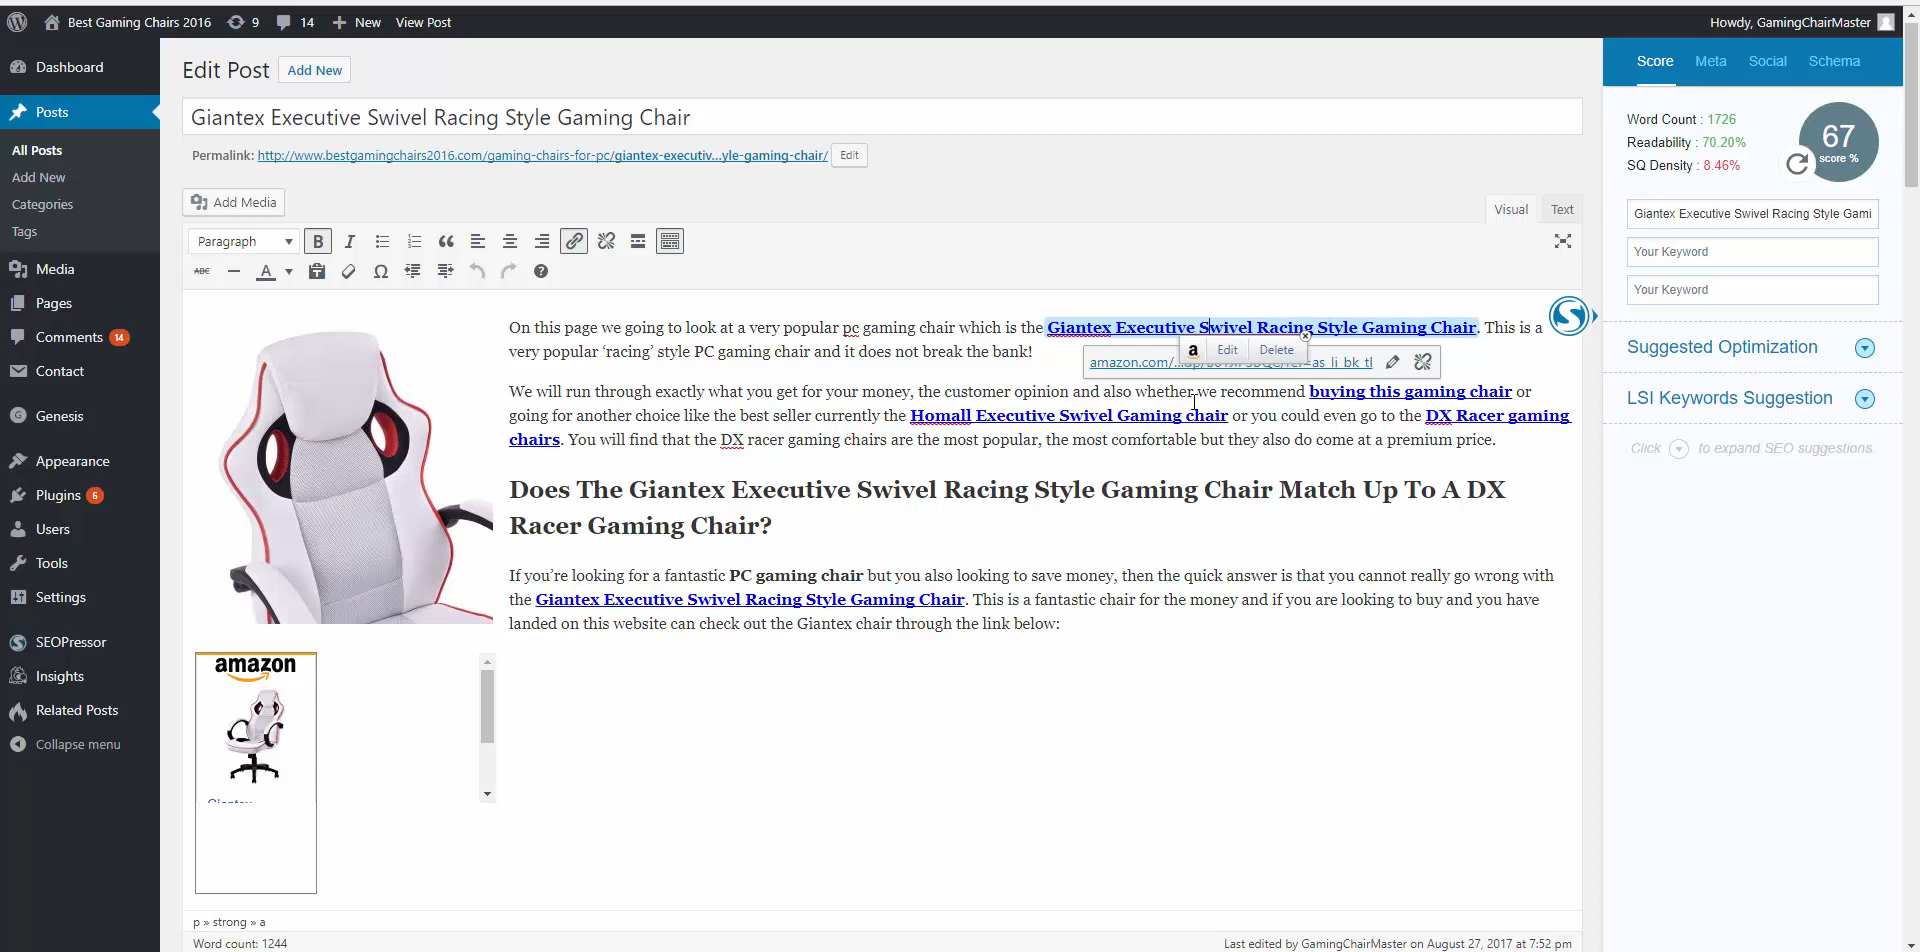 Best Gaming Chairs 2016 9 14 New View Post Howdy, GamingChairMaster
Dashboard
Posts
All Posts
Add New
Categories
Tags
Media
Pages
Comments 14
Contact
Genesis
Appearance
Plugins 6
Users
Tools
Settings
SEOPressor
Insights
Related Posts
Collapse menu
Edit Post Add New
Giantex Executive Swivel Racing Style Gaming Chair
Permalink: http://www.bestgamingchairs2016.com/gaming-chairs-for-pc/giantex-executiv...yle-gaming-chair/ Edit
Add Media
Visual Text
Paragraph B I
ABC A Ω
On this page we going to look at a very popular pc gaming chair which is the Giantex Executive Swivel Racing Style Gaming Chair. This is a
very popular ‘racing’ style PC gaming chair and it does not break the bank!
a Edit Delete
amazon.com/
We will run through exactly what you get for your money, the customer opinion and also whether we recommend buying this gaming chair or
going for another choice like the best seller currently the Homall Executive Swivel Gaming chair or you could even go to the DX Racer gaming
chairs. You will find that the DX racer gaming chairs are the most popular, the most comfortable but they also do come at a premium price.
Does The Giantex Executive Swivel Racing Style Gaming Chair Match Up To A DX
Racer Gaming Chair?
If you’re looking for a fantastic PC gaming chair but you also looking to save money, then the quick answer is that you cannot really go wrong with
the Giantex Executive Swivel Racing Style Gaming Chair. This is a fantastic chair for the money and if you are looking to buy and you have
landed on this website can check out the Giantex chair through the link below:
amazon
p » strong » a
Word count: 1244
Last edited by GamingChairMaster on August 27, 2017 at 7:52 pm
Score Meta Social Schema
Word Count : 1726
Readability : 70.20%
SQ Density : 8.46%
67
score %
Giantex Executive Swivel Racing Style Gami
Your Keyword
Your Keyword
Suggested Optimization
LSI Keywords Suggestion
Click to expand SEO suggestions.